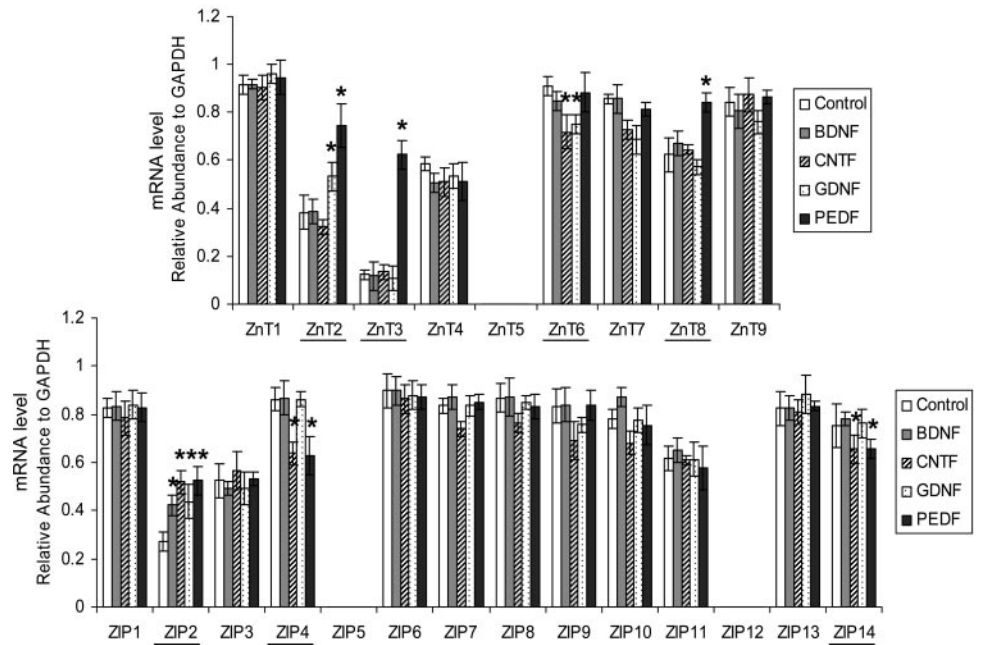 mRNA level
Relative Abundance to GAPDH
1.2
1
0.8
0.6
0.4
0.2
0
*
*
*
**
*
ZnT1 ZnT2 ZnT3 ZnT4 ZnT5 ZnT6 ZnT7 ZnT8 ZnT9
Control
BDNF
CNTF
GDNF
PEDF
mRNA level
Relative Abundance to GAPDH
1.2
1
0.8
0.6
0.4
0.2
0
*
***
*
*
*
*
ZIP1 ZIP2 ZIP3 ZIP4 ZIP5 ZIP6 ZIP7 ZIP8 ZIP9 ZIP10 ZIP11 ZIP12 ZIP13 ZIP14
Control
BDNF
CNTF
GDNF
PEDF